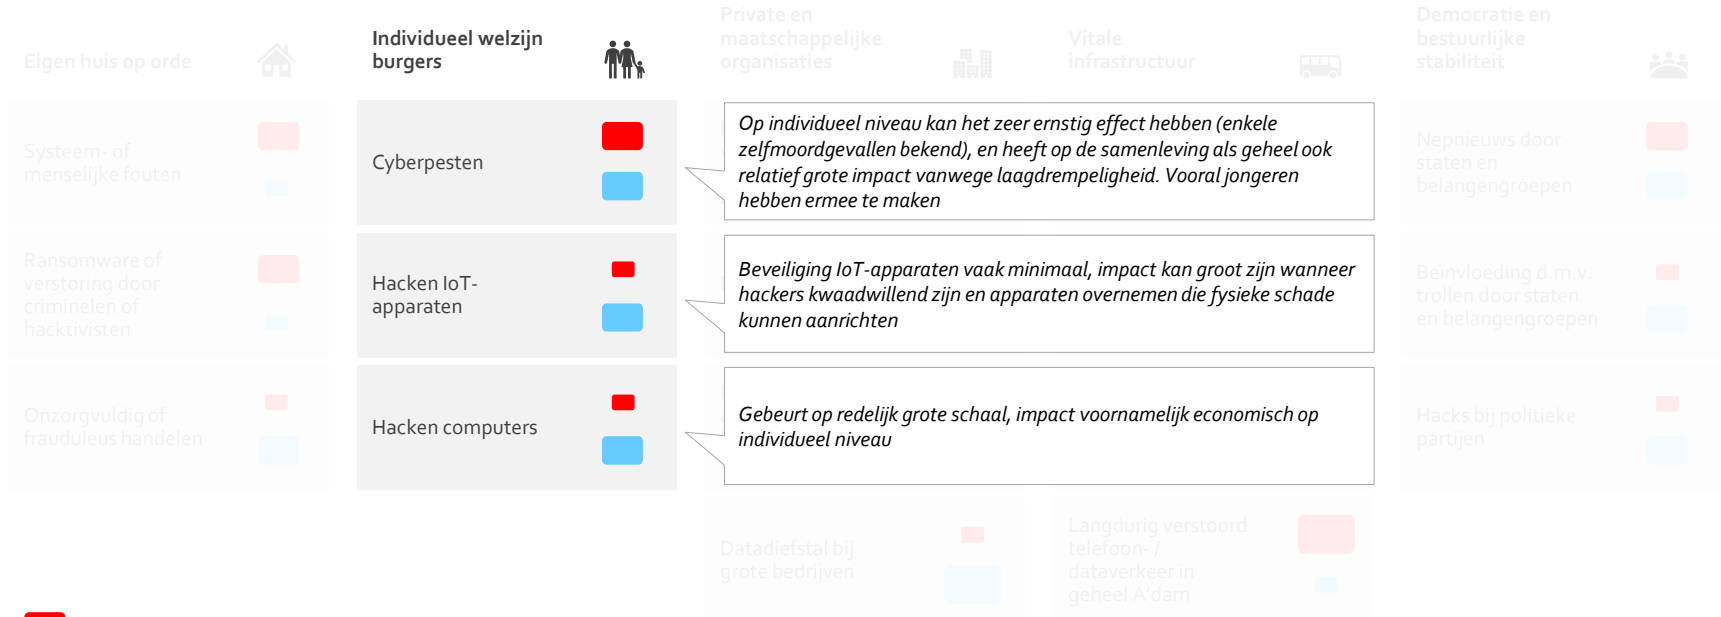 Eigen huis op orde
Individueel welzijn
burgers
Private en
maatschappelijke
organisaties
Vitale
infrastructuur
Democratie en
bestuurlijke
stabiliteit
Systeem- of
menselijke fouten
Cyberpesten
Op individueel niveau kan het zeer ernstig effect hebben (enkele
zelfmoordgevallen bekend), en heeft op de samenleving als geheel ook
relatief grote impact vanwege laagdrempeligheid. Vooral jongeren
hebben ermee te maken
Nepnieuws door
staten en
belangengroepen
Ransomware of
verstoring door
criminelen of
hacktivisten
Hacken IoT-
apparaten
Beveiliging IoT-apparaten vaak minimaal, impact kan groot zijn wanneer
hackers kwaadwillend zijn en apparaten overnemen die fysieke schade
kunnen aanrichten
Beïnvloeding d.m.v.
trollen door staten
en belangengroepen
Onzorgvuldig of
frauduleus handelen
Hacken computers
Gebeurt op redelijk grote schaal, impact voornamelijk economisch op
individueel niveau
Hacks bij politieke
partijen
Datadiefstal bij
grote bedrijven
Langdurig verstoord
telefoon- /
dataverkeer in
geheel A'dam